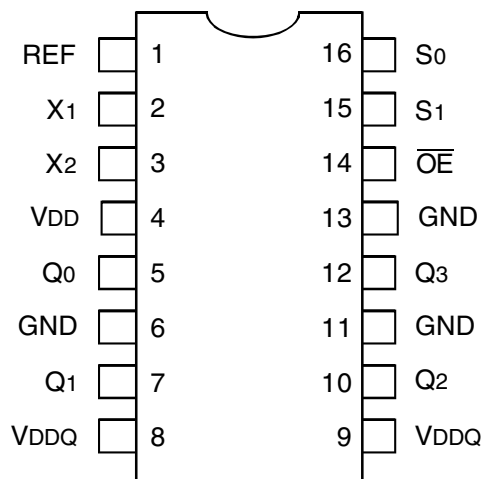 REF 1 16 S0
X1 2 15 S1
X2 3 14 O̅E̅
VDD 4 13 GND
Q0 5 12 Q3
GND 6 11 GND
Q1 7 10 Q2
VDDQ 8 9 VDDQ